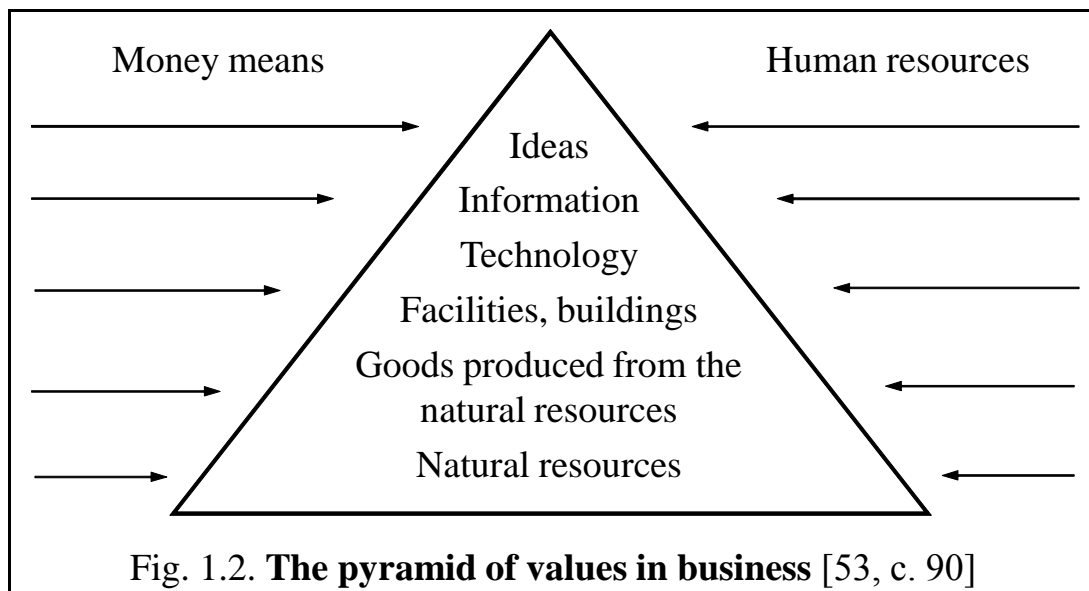 Money means
Human resources
Ideas
Information
Technology
Facilities, buildings
Goods produced from the
natural resources
Natural resources
Fig. 1.2. The pyramid of values in business [53, c. 90]